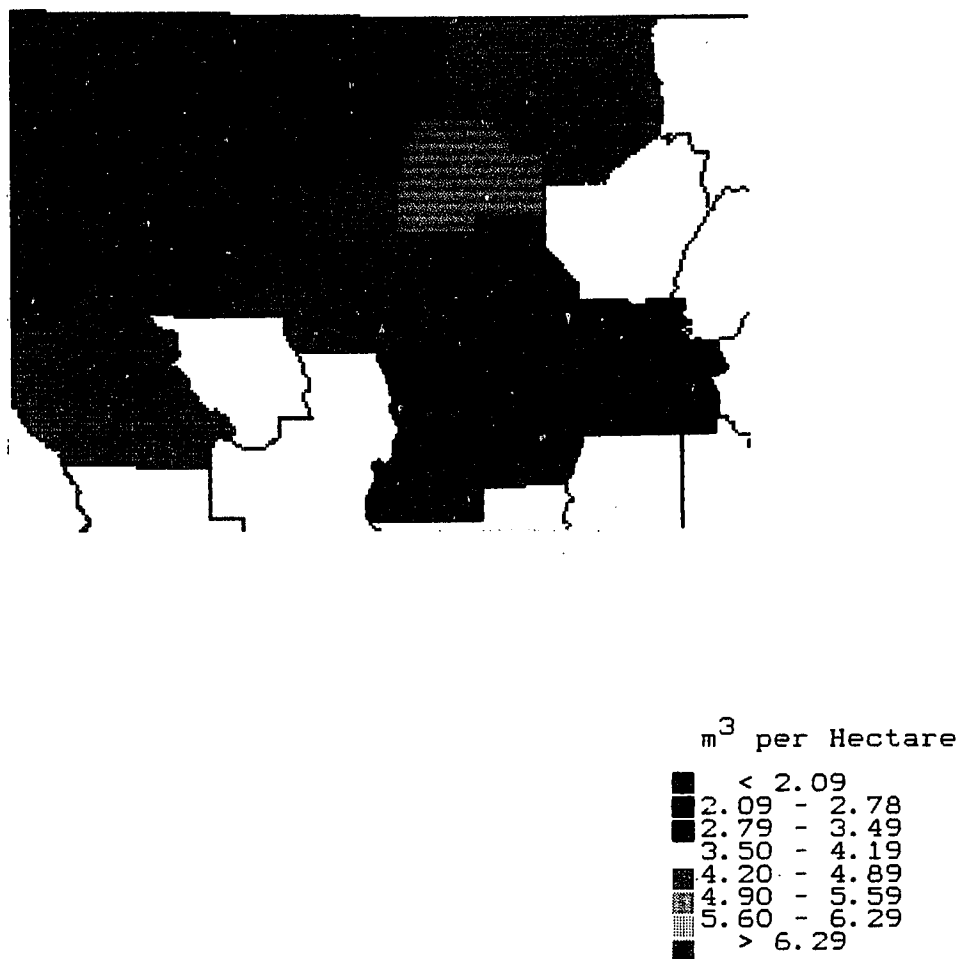 m³ per Hectare
< 2.09
2.09 - 2.78
2.79 - 3.49
3.50 - 4.19
4.20 - 4.89
4.90 - 5.59
5.60 - 6.29
> 6.29